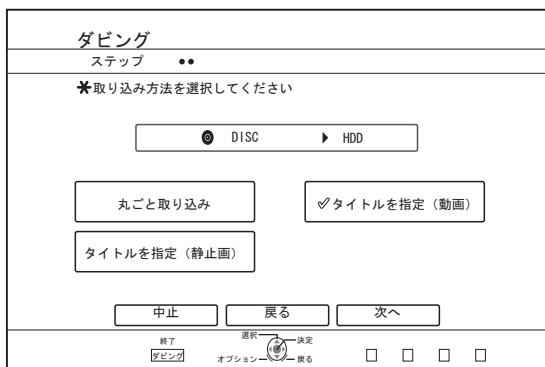 ダビング
ステップ ●●
＊取り込み方法を選択してください
DISC ▶ HDD
丸ごと取り込み
✓タイトルを指定（動画）
タイトルを指定（静止画）
中止 戻る 次へ
終了 選択 決定
ダビング オプション 戻る